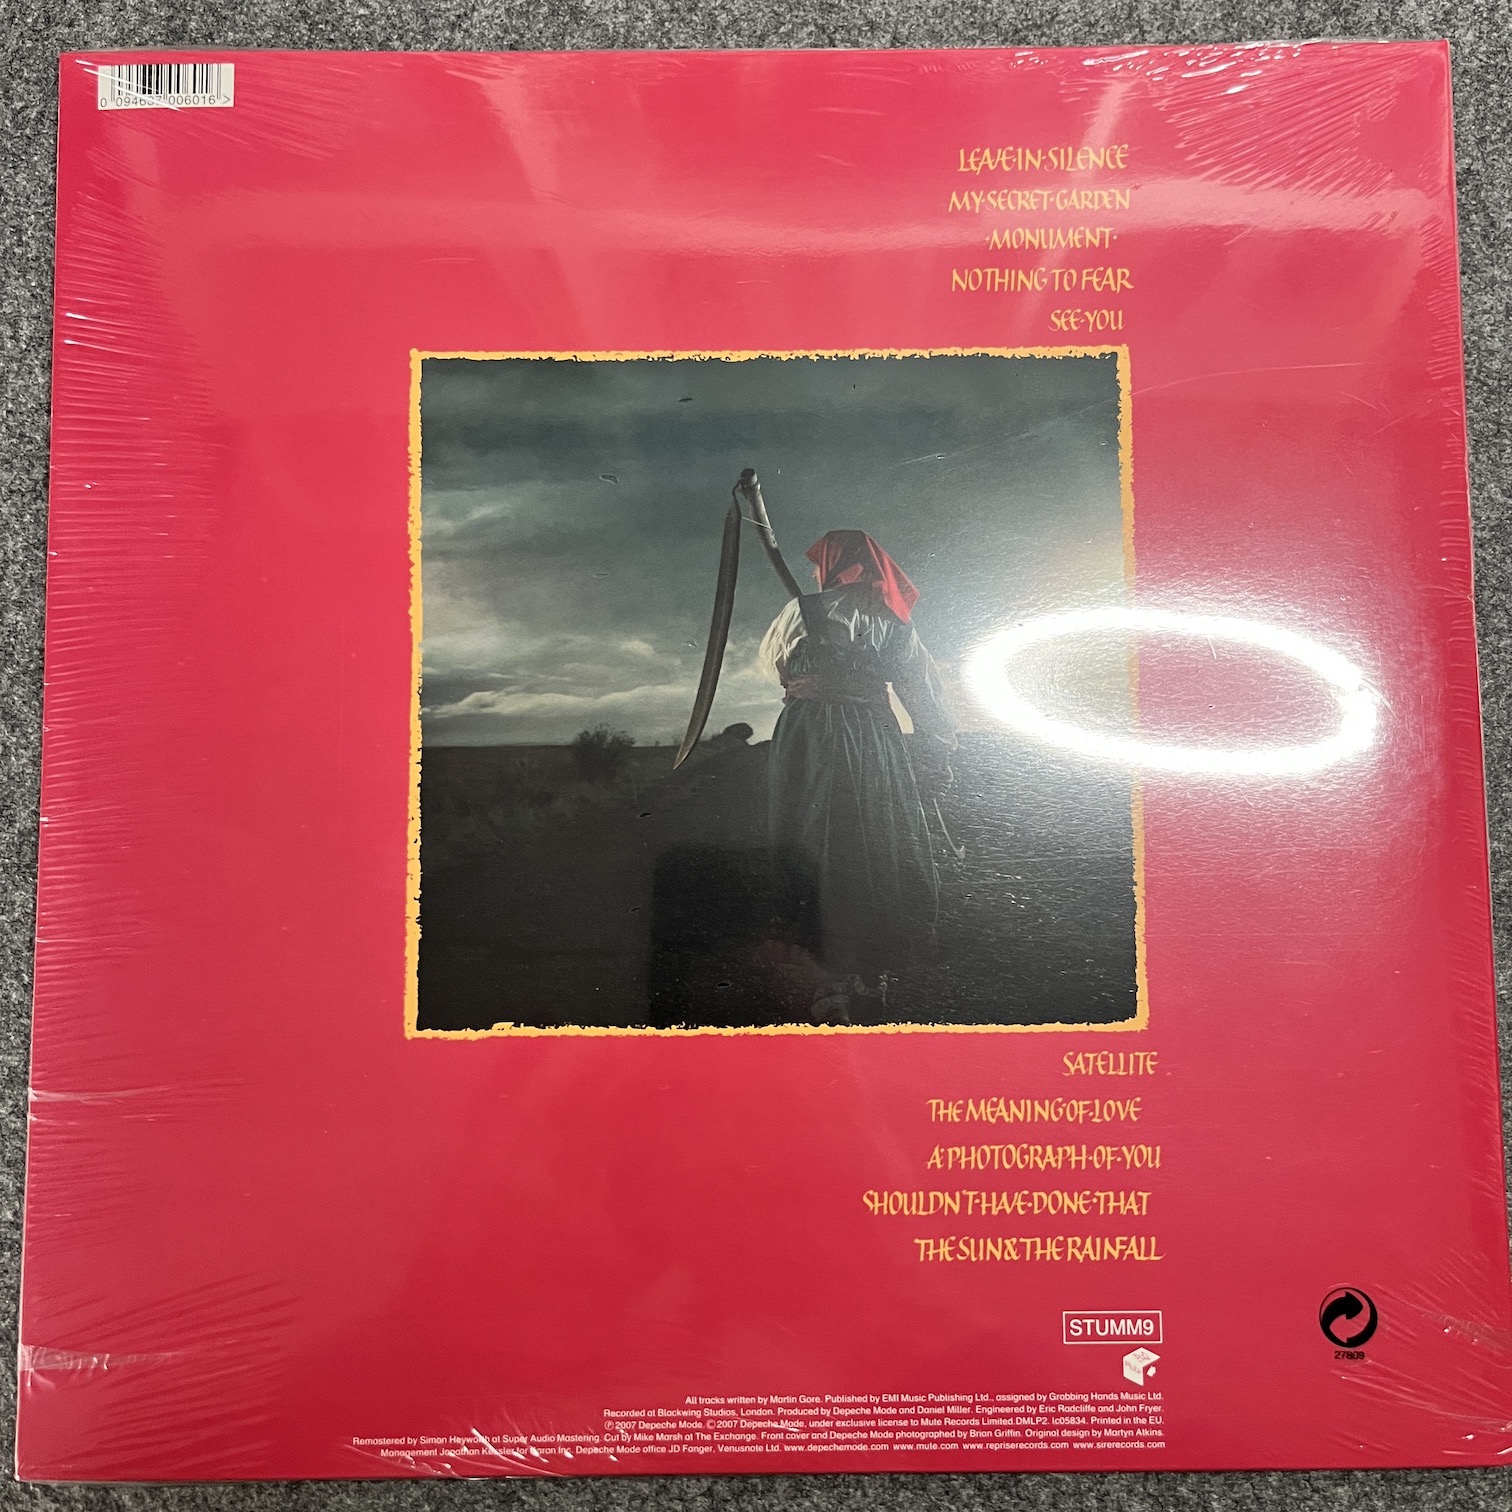 0 094637 006016 >
LEAVE·IN·SILENCE
MY·SECRET·GARDEN
·MONUMENT·
NOTHING TO FEAR
SEE·YOU
SATELLITE
THE MEANING·OF·LOVE
A·PHOTOGRAPH·OF·YOU
SHOULDN'T·HAVE·DONE·THAT
THE SUN & THE RAINFALL
STUMM9
MUTE
27809
All tracks written by Martin Gore. Published by EMI Music Publishing Ltd., assigned by Grabbing Hands Music Ltd.
Recorded at Blackwing Studios, London. Produced by Depeche Mode and Daniel Miller. Engineered by Eric Radcliffe and John Fryer.
℗2007 Depeche Mode. ©2007 Depeche Mode, under exclusive license to Mute Records Limited.DMLP2. lc05834. Printed in the EU.
Remastered by Simon Heyworth at Super Audio Mastering. Cut by Mike Marsh at The Exchange. Front cover and Depeche Mode photographed by Brian Griffin. Original design by Martyn Atkins.
Management Jonathan Kessler for Baron Inc. Depeche Mode office JD Fanger, Venusnote Ltd. www.depechemode.com www.mute.com www.repriserecords.com www.sirerecords.com